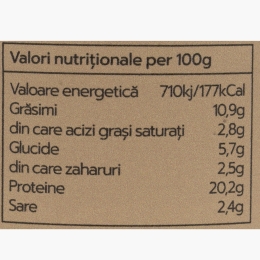 Valori nutriționale per 100g
Valoare energetică 710kj/177kCal
Grăsimi 10,9g
din care acizi grași saturați 2,8g
Glucide 5,7g
din care zaharuri 2,5g
Proteine 20,2g
Sare 2,4g